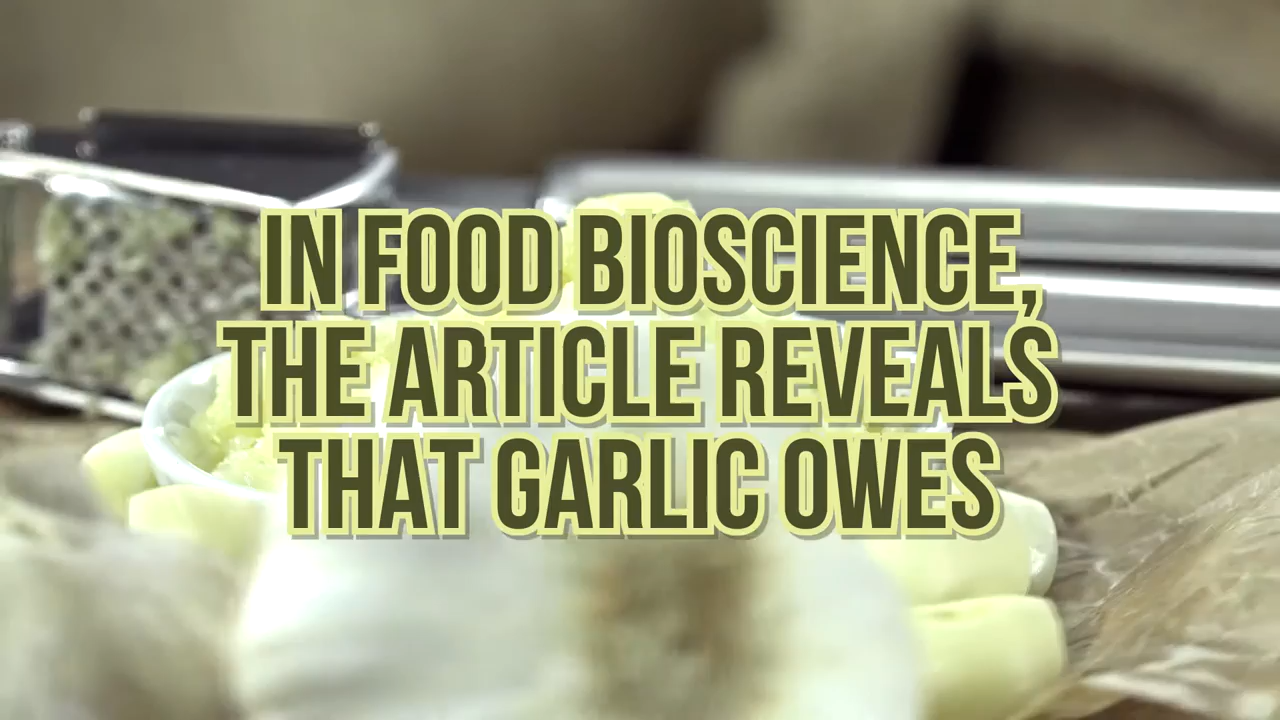 IN FOOD BIOSCIENCE,
THE ARTICLE REVEALS
THAT GARLIC OWES